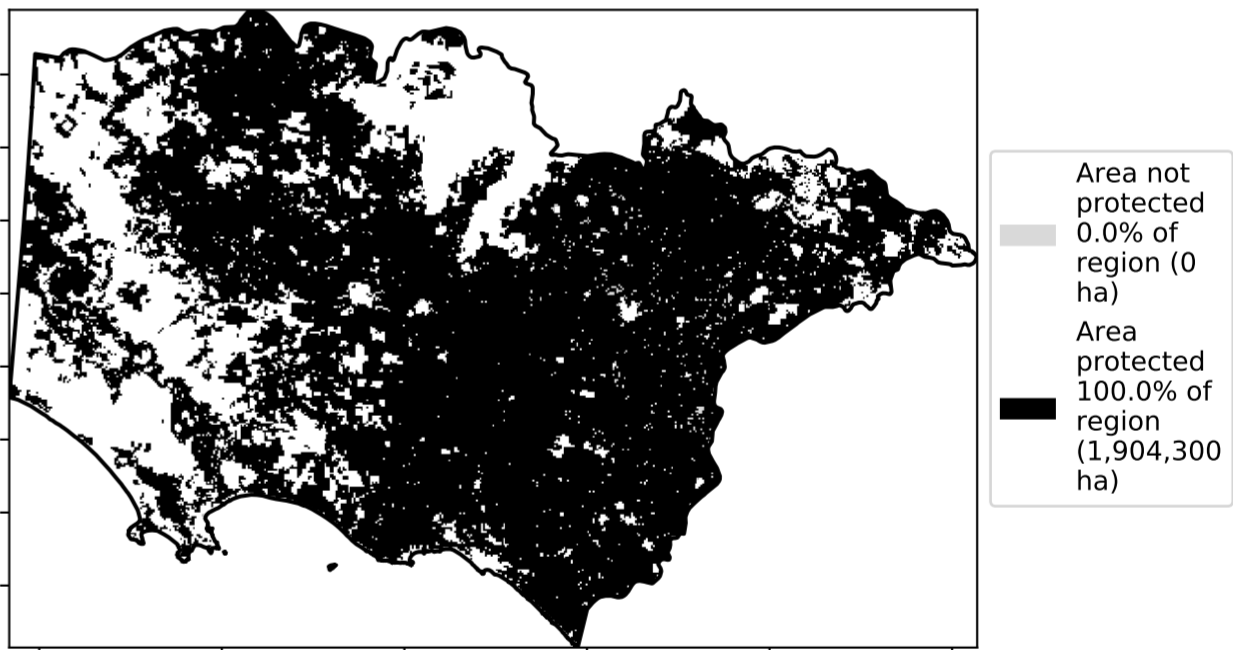 Area not
protected
0.0% of
region (0
ha)
Area
protected
100.0% of
region
(1,904,300
ha)